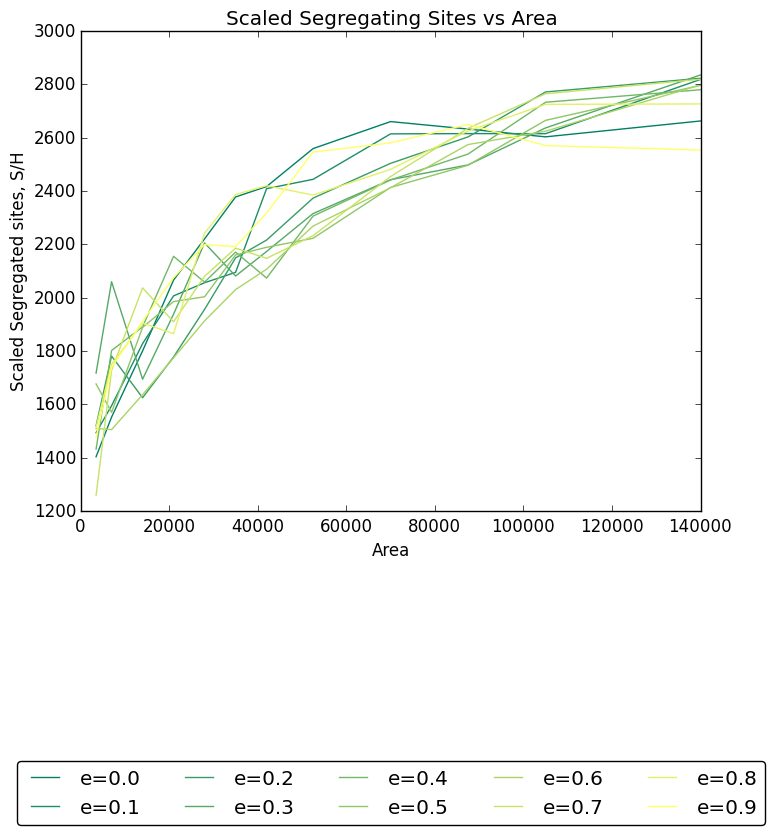 Scaled Segregating Sites vs Area
3000
2800
2600
2400
2200
2000
1800
1600
1400
1200
Scaled Segregated sites, S/H
0 20000 40000 60000 80000 100000 120000 140000
Area
e=0.0 e=0.2 e=0.4 e=0.6 e=0.8
e=0.1 e=0.3 e=0.5 e=0.7 e=0.9